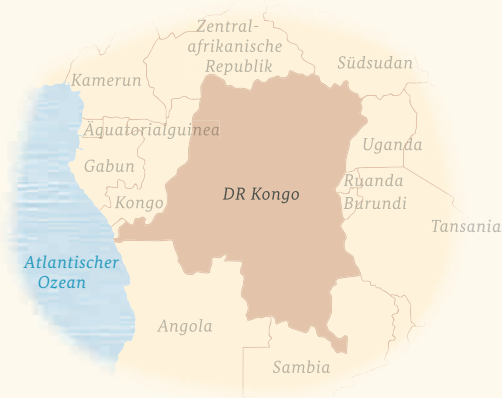 Zentral-
afrikanische
Republik
Südsudan
Kamerun
Äquatorialguinea
Uganda
Gabun
Ruanda
DR Kongo
Kongo
Burundi
Tansania
Atlantischer
Ozean
Angola
Sambia